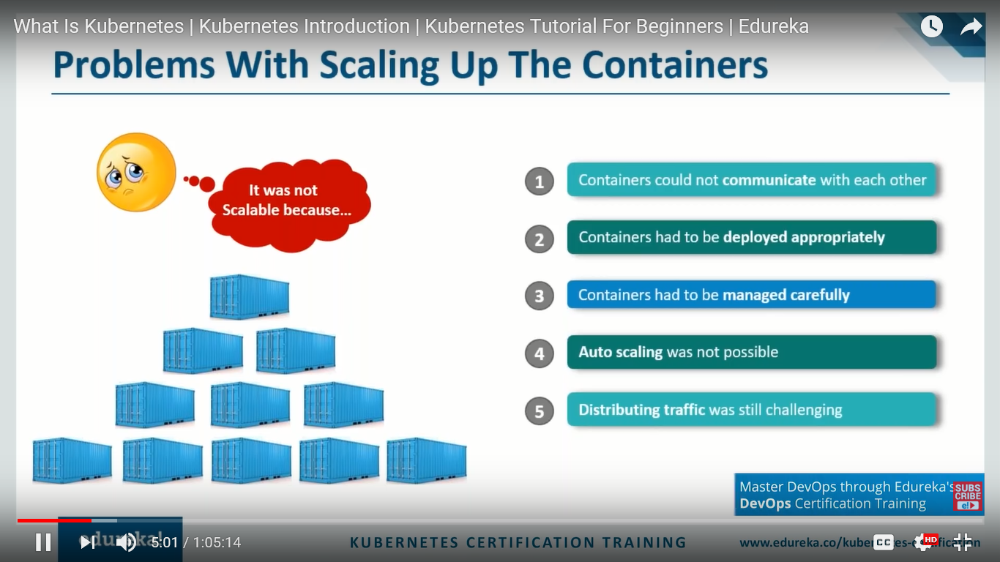 What Is Kubernetes | Kubernetes Introduction | Kubernetes Tutorial For Beginners | Edureka
Problems With Scaling Up The Containers
It was not
Scalable because...
1 Containers could not communicate with each other
2 Containers had to be deployed appropriately
3 Containers had to be managed carefully
4 Auto scaling was not possible
5 Distributing traffic was still challenging
Master DevOps through Edureka's
DevOps Certification Training
SUBS
CRIBE
e!
edureka!
5:01 / 1:05:14
KUBERNETES CERTIFICATION TRAINING
www.edureka.co/kubernetes-certification
CC
HD